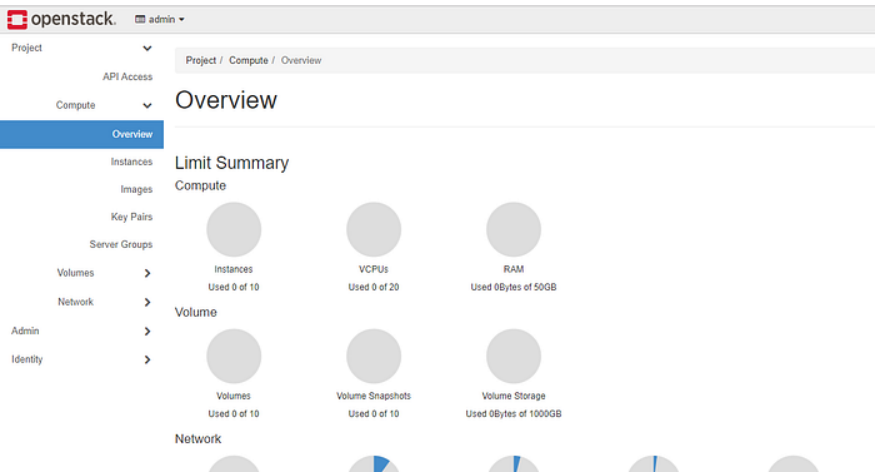 openstack. admin
Project
API Access
Compute
Overview
Instances
Images
Key Pairs
Server Groups
Volumes
Network
Admin
Identity
Project / Compute / Overview
Overview
Limit Summary
Compute
Instances VCPUs RAM
Used 0 of 10 Used 0 of 20 Used 0Bytes of 50GB
Volume
Volumes Volume Snapshots Volume Storage
Used 0 of 10 Used 0 of 10 Used 0Bytes of 1000GB
Network